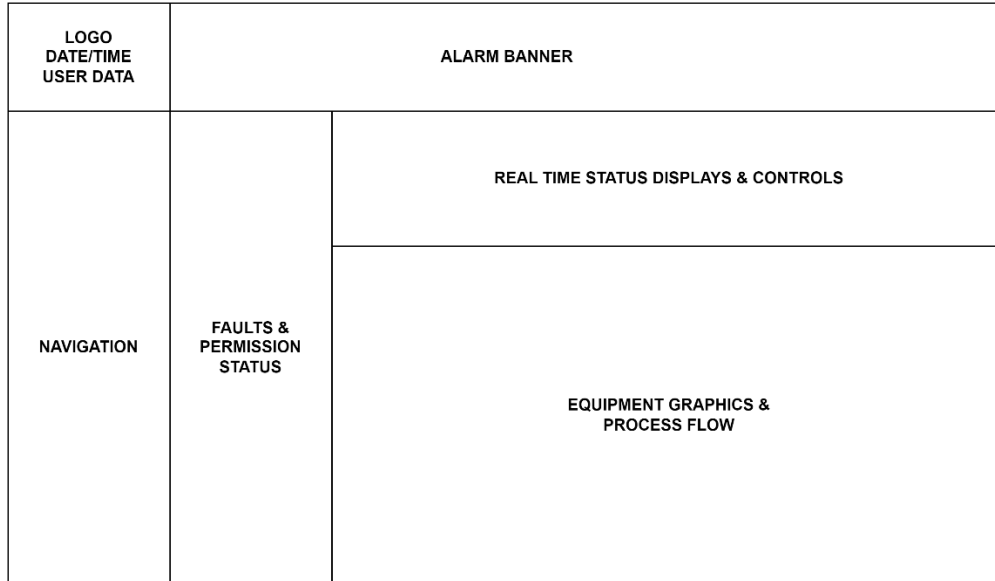 LOGO
DATE/TIME
USER DATA
ALARM BANNER
NAVIGATION
FAULTS &
PERMISSION
STATUS
REAL TIME STATUS DISPLAYS & CONTROLS
EQUIPMENT GRAPHICS &
PROCESS FLOW